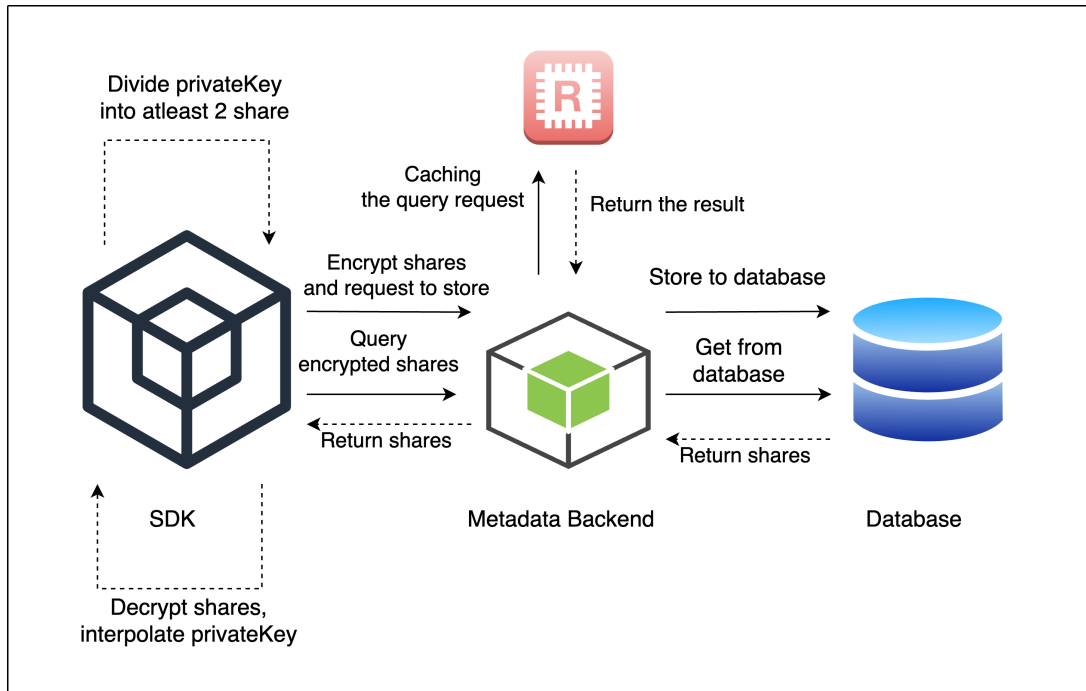 Divide privateKey
into atleast 2 share
R
Caching
the query request
Return the result
Encrypt shares
and request to store
Store to database
Query
encrypted shares
Get from
database
Return shares
Return shares
SDK
Metadata Backend
Database
Decrypt shares,
interpolate privateKey